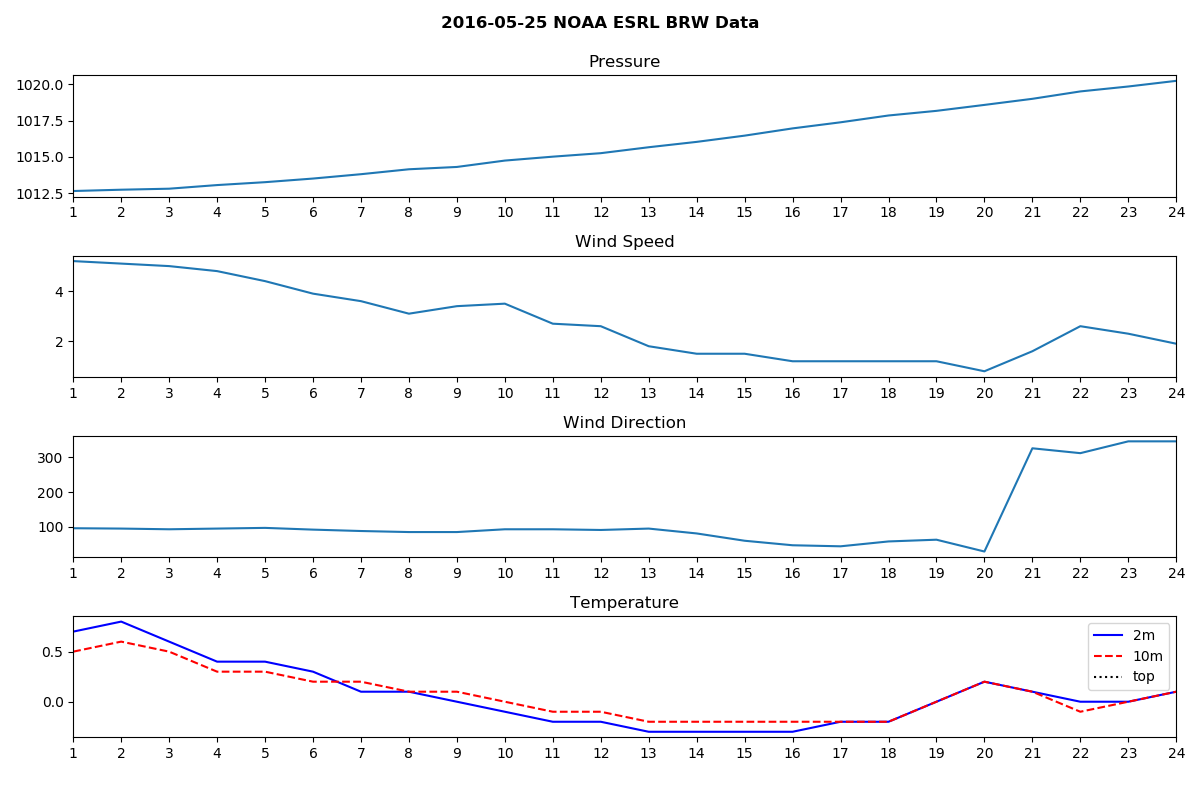 2016-05-25 NOAA ESRL BRW Data
Pressure
1020.0
1017.5
1015.0
1012.5
1 2 3 4 5 6 7 8 9 10 11 12 13 14 15 16 17 18 19 20 21 22 23 24
Wind Speed
4
2
1 2 3 4 5 6 7 8 9 10 11 12 13 14 15 16 17 18 19 20 21 22 23 24
Wind Direction
300
200
100
1 2 3 4 5 6 7 8 9 10 11 12 13 14 15 16 17 18 19 20 21 22 23 24
Temperature
0.5
0.0
2m
10m
top
1 2 3 4 5 6 7 8 9 10 11 12 13 14 15 16 17 18 19 20 21 22 23 24